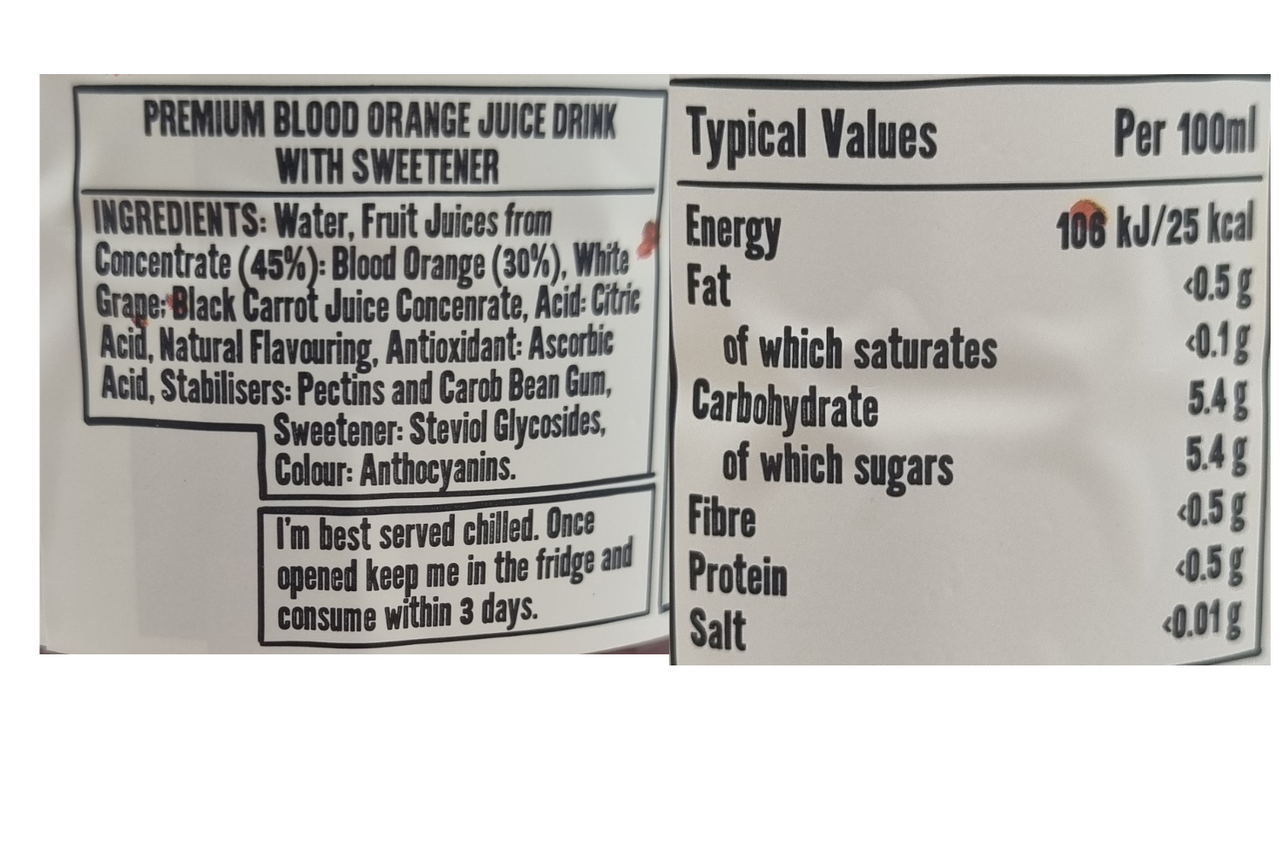 PREMIUM BLOOD ORANGE JUICE DRINK
WITH SWEETENER
INGREDIENTS: Water, Fruit Juices from
Concentrate (45%): Blood Orange (30%), White
Grape; Black Carrot Juice Concenrate, Acid: Citric
Acid, Natural Flavouring, Antioxidant: Ascorbic
Acid, Stabilisers: Pectins and Carob Bean Gum,
Sweetener: Steviol Glycosides,
Colour: Anthocyanins.
I'm best served chilled. Once
opened keep me in the fridge and
consume within 3 days.
Typical Values Per 100ml
Energy 106 kJ/25 kcal
Fat <0.5 g
of which saturates <0.1 g
Carbohydrate 5.4 g
of which sugars 5.4 g
Fibre <0.5 g
Protein <0.5 g
Salt <0.01 g